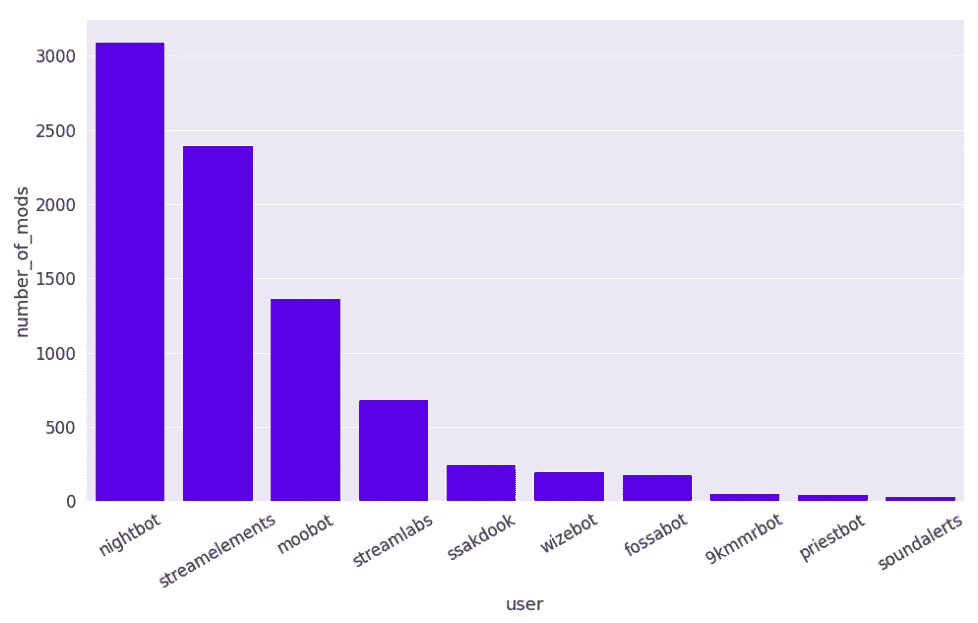 3000
2500
2000
1500
1000
500
0
number_of_mods
nightbot
streamelements
moobot
streamlabs
ssakdook
wizebot
fossabot
9kmmrbot
priestbot
soundalerts
user